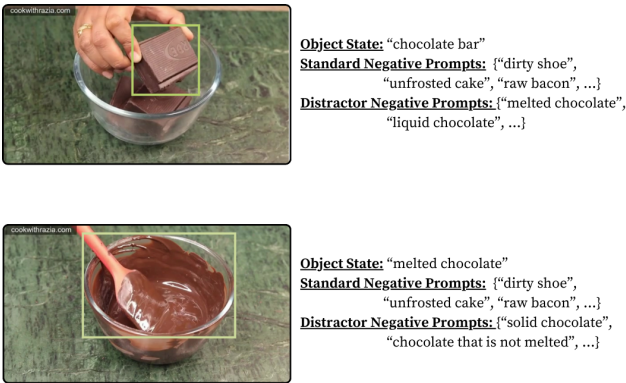 cookwithrazia.com
Object State: “chocolate bar”
Standard Negative Prompts: {“dirty shoe”,
“unfrosted cake”, “raw bacon”, …}
Distractor Negative Prompts: {“melted chocolate”,
“liquid chocolate”, …}
cookwithrazia.com
Object State: “melted chocolate”
Standard Negative Prompts: {“dirty shoe”,
“unfrosted cake”, “raw bacon”, …}
Distractor Negative Prompts: {“solid chocolate”,
“chocolate that is not melted”, …}